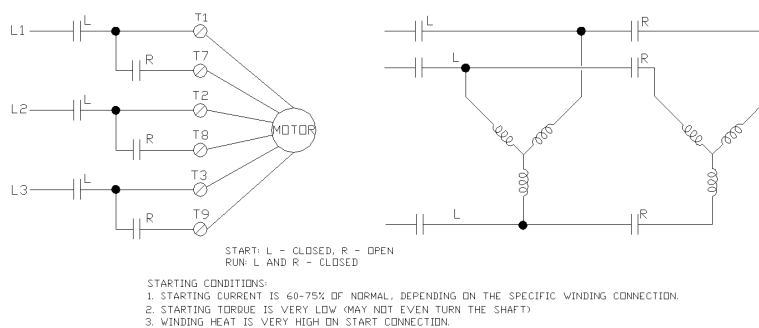 L1 L T1
R T7
L2 L T2
R T8
L3 L T3
R T9
MOTOR
L R
L R
L R
START: L - CLOSED, R - OPEN
RUN: L AND R - CLOSED
STARTING CONDITIONS:
1. STARTING CURRENT IS 60-75% OF NORMAL, DEPENDING ON THE SPECIFIC WINDING CONNECTION.
2. STARTING TORQUE IS VERY LOW (MAY NOT EVEN TURN THE SHAFT)
3. WINDING HEAT IS VERY HIGH ON START CONNECTION.